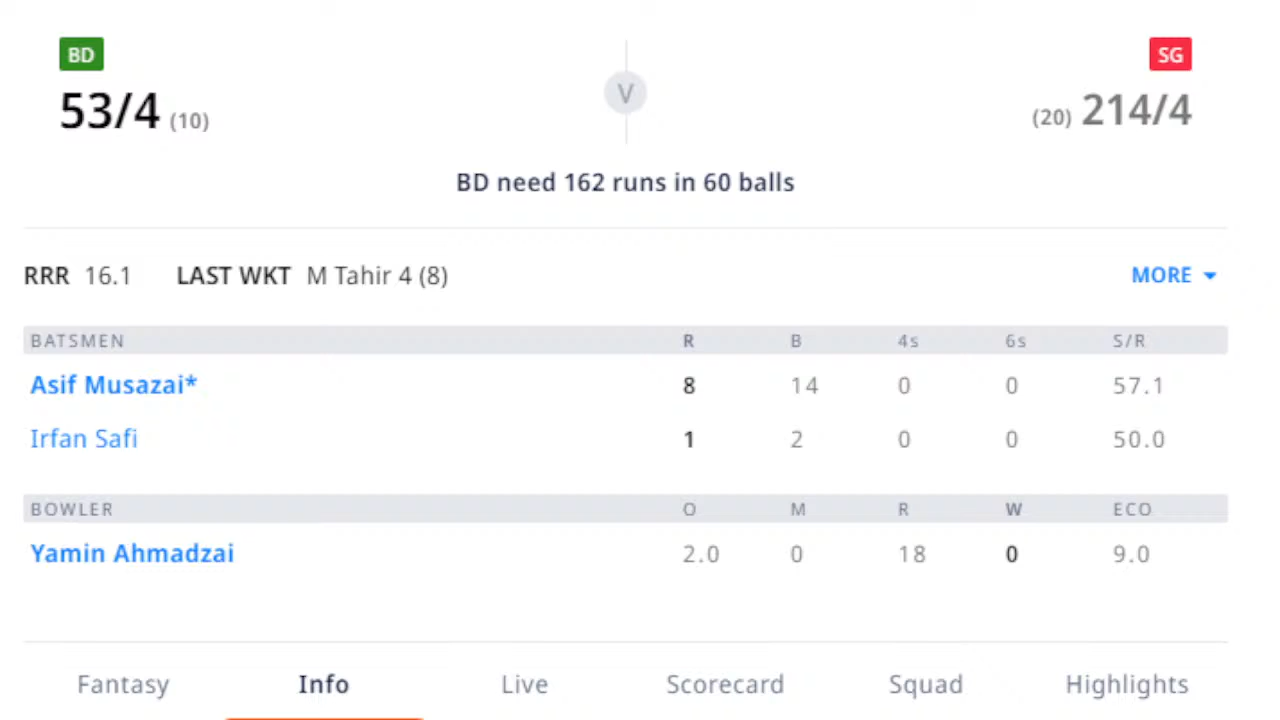 BD SG
53/4 (10) V (20) 214/4
BD need 162 runs in 60 balls
RRR 16.1 LAST WKT M Tahir 4 (8) MORE
BATSMEN R B 4s 6s S/R
Asif Musazai* 8 14 0 0 57.1
Irfan Safi 1 2 0 0 50.0
BOWLER O M R W ECO
Yamin Ahmadzai 2.0 0 18 0 9.0
Fantasy Info Live Scorecard Squad Highlights